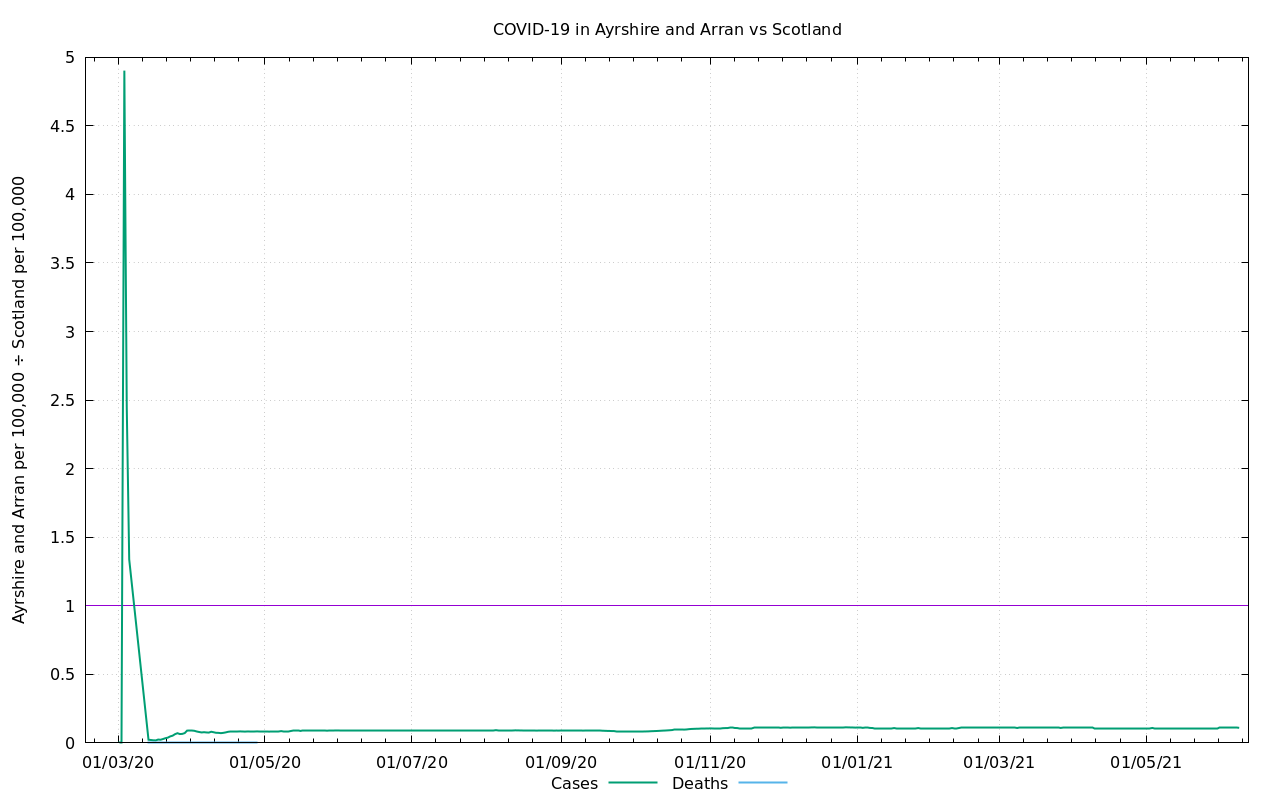 COVID-19 in Ayrshire and Arran vs Scotland
Ayrshire and Arran per 100,000 ÷ Scotland per 100,000
5
4.5
4
3.5
3
2.5
2
1.5
1
0.5
0
01/03/20 01/05/20 01/07/20 01/09/20 01/11/20 01/01/21 01/03/21 01/05/21
Cases Deaths